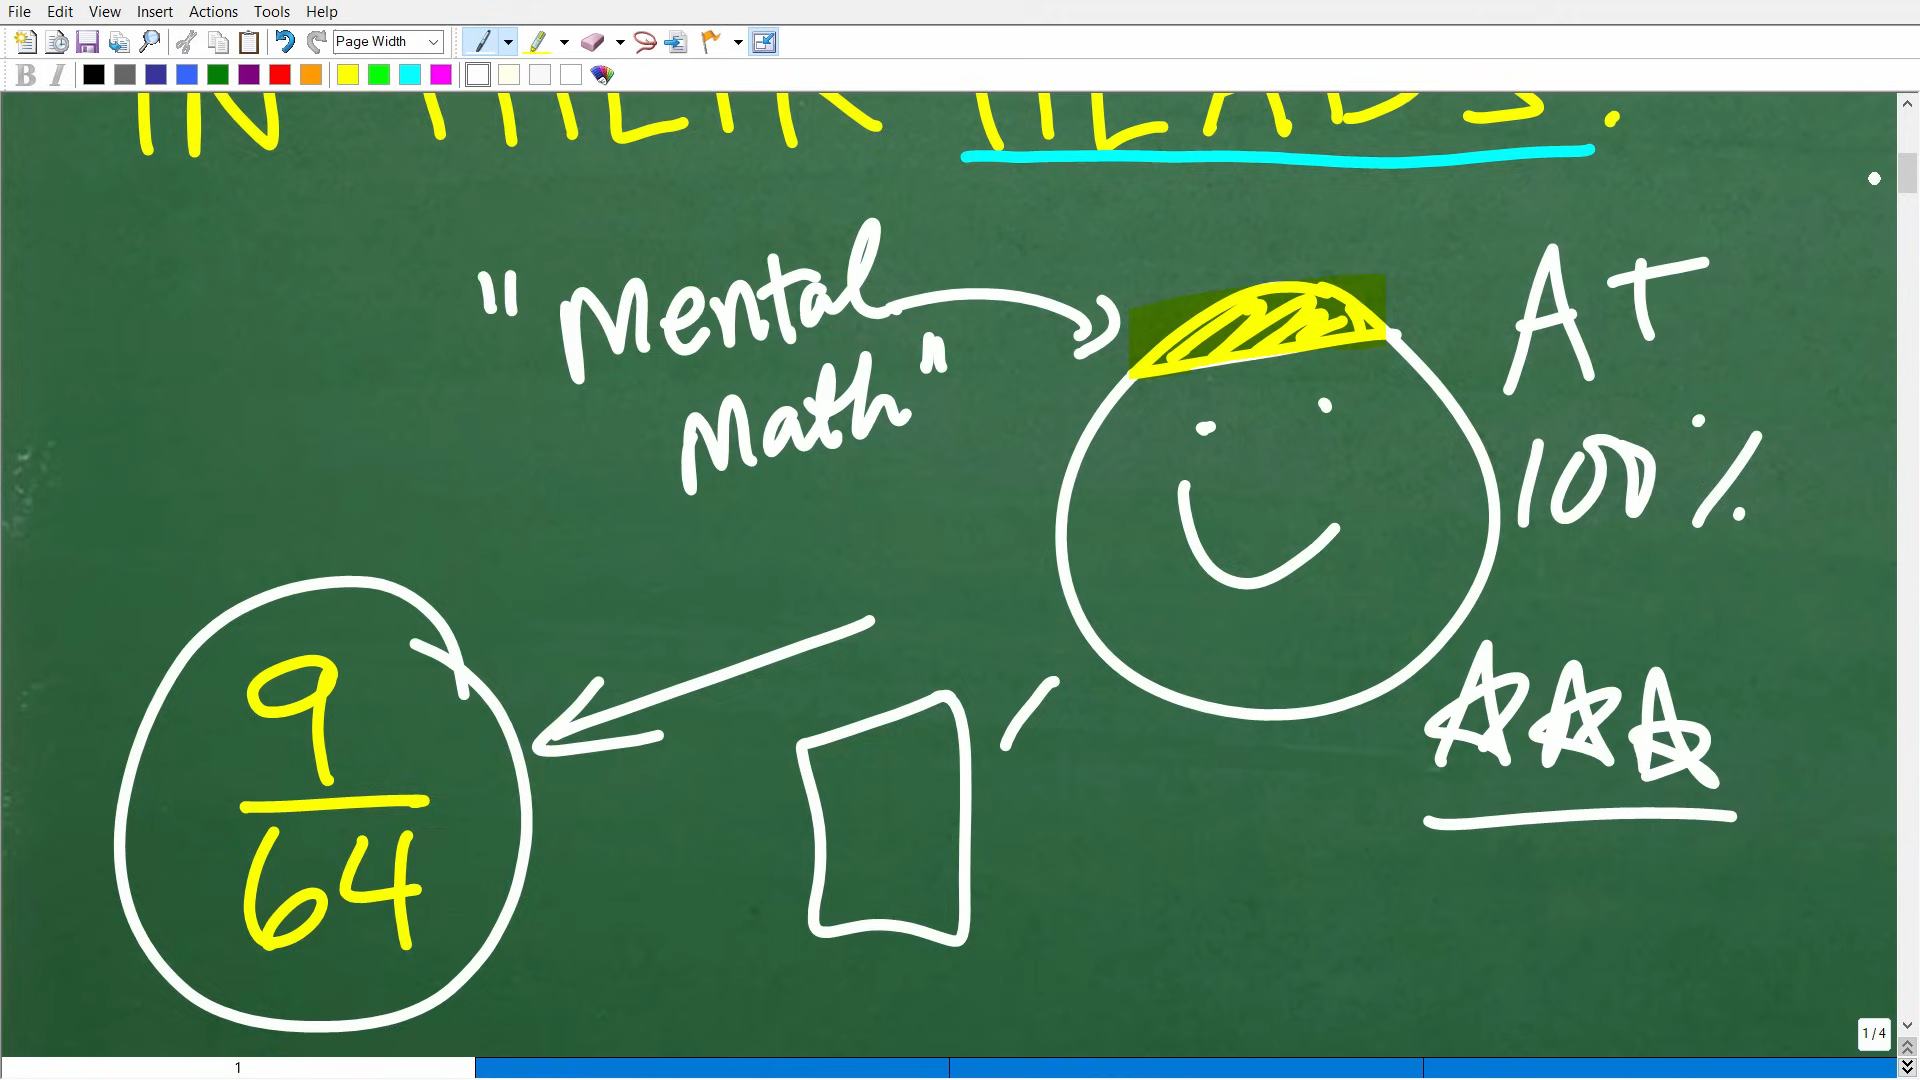 File Edit View Insert Actions Tools Help
Page Width
B I
IN THEIR HEADS.
"Mental
Math"
A+
100%
9
64
1 / 4
1